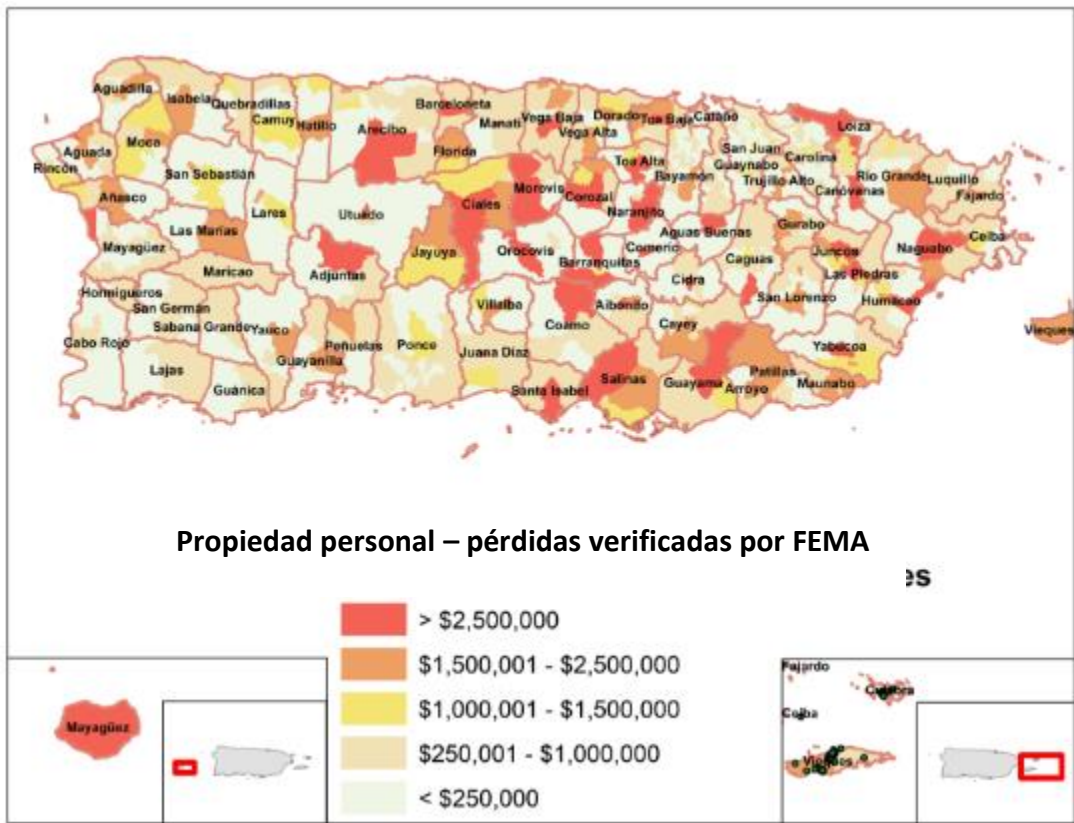 Aguadilla
Isabela
Quebradillas
Camuy
Hatillo
Arecibo
Barceloneta
Manatí
Vega Baja
Vega Alta
Dorado
Toa Baja
Cataño
Loiza
San Juan
Guaynabo
Carolina
Trujillo Alto
Canóvanas
Río Grande
Luquillo
Fajardo
Ceiba
Rincón
Aguada
Moca
San Sebastián
Florida
Toa Alta
Bayamón
Añasco
Lares
Utuado
Ciales
Morovis
Corozal
Naranjito
Aguas Buenas
Gurabo
Juncos
Naguabo
Las Marías
Mayagüez
Maricao
Adjuntas
Jayuya
Orocovis
Barranquitas
Comerío
Cidra
Caguas
Las Piedras
San Lorenzo
Humacao
Hormigueros
San Germán
Sabana Grande
Yauco
Cabo Rojo
Lajas
Guánica
Guayanilla
Peñuelas
Ponce
Villalba
Juana Díaz
Coamo
Aibonito
Cayey
Santa Isabel
Salinas
Guayama
Arroyo
Patillas
Maunabo
Yabucoa
Vieques
Propiedad personal – pérdidas verificadas por FEMA
es
> $2,500,000
$1,500,001 - $2,500,000
$1,000,001 - $1,500,000
$250,001 - $1,000,000
< $250,000
Mayagüez
Fajardo
Culebra
Ceiba
Vieques